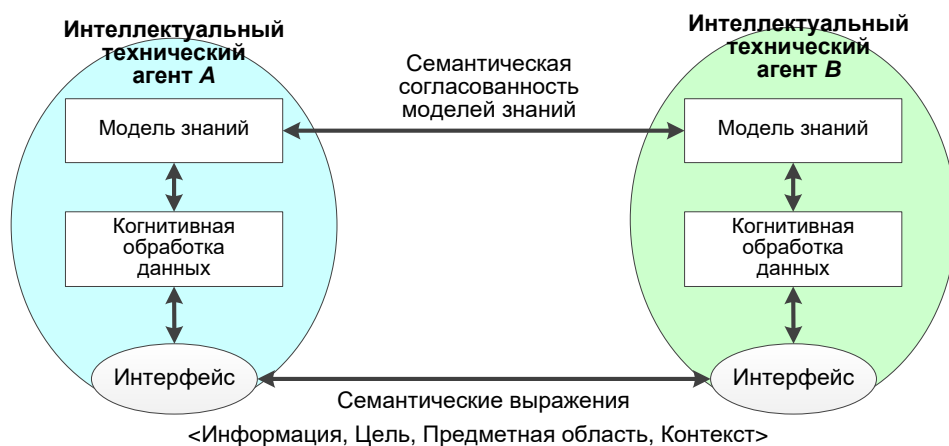 Интеллектуальный
технический
агент A
Интеллектуальный
технический
агент B
Семантическая
согласованность
моделей знаний
Модель знаний
Модель знаний
Когнитивная
обработка
данных
Когнитивная
обработка
данных
Интерфейс
Интерфейс
Семантические выражения
<Информация, Цель, Предметная область, Контекст>